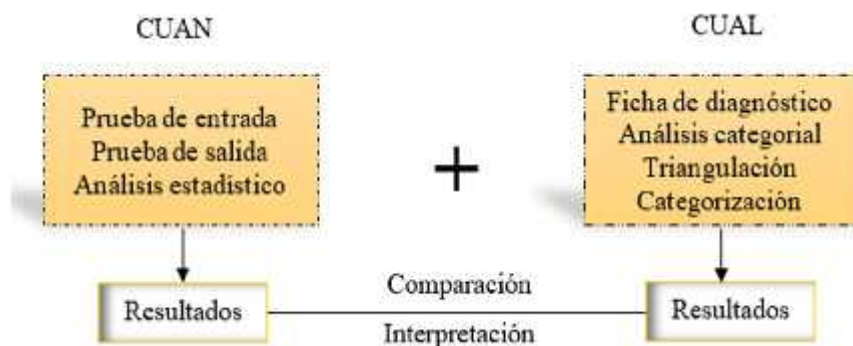 CUAN
Prueba de entrada
Prueba de salida
Análisis estadístico
+
CUAL
Ficha de diagnóstico
Análisis categorial
Triangulación
Categorización
Resultados
Comparación
Interpretación
Resultados